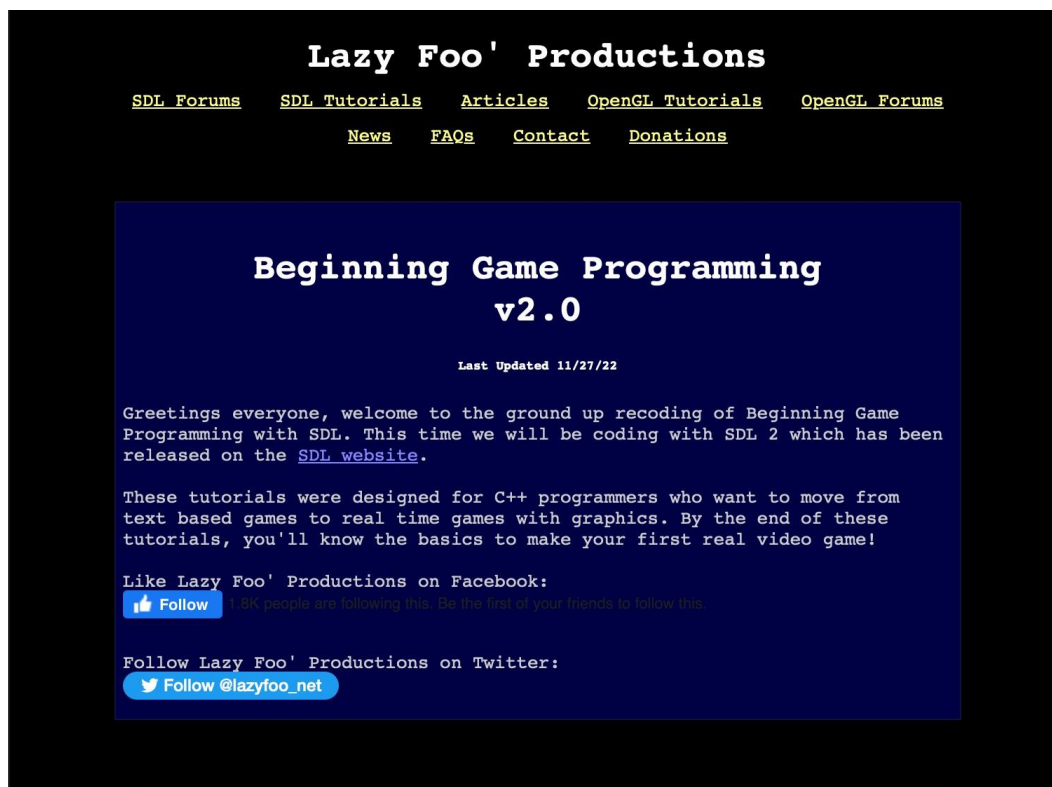 Lazy Foo' Productions
SDL Forums SDL Tutorials Articles OpenGL Tutorials OpenGL Forums
News FAQs Contact Donations
Beginning Game Programming
v2.0
Last Updated 11/27/22
Greetings everyone, welcome to the ground up recoding of Beginning Game
Programming with SDL. This time we will be coding with SDL 2 which has been
released on the SDL website.
These tutorials were designed for C++ programmers who want to move from
text based games to real time games with graphics. By the end of these
tutorials, you'll know the basics to make your first real video game!
Like Lazy Foo' Productions on Facebook:
Follow 1.8K people are following this. Be the first of your friends to follow this.
Follow Lazy Foo' Productions on Twitter:
Follow @lazyfoo_net